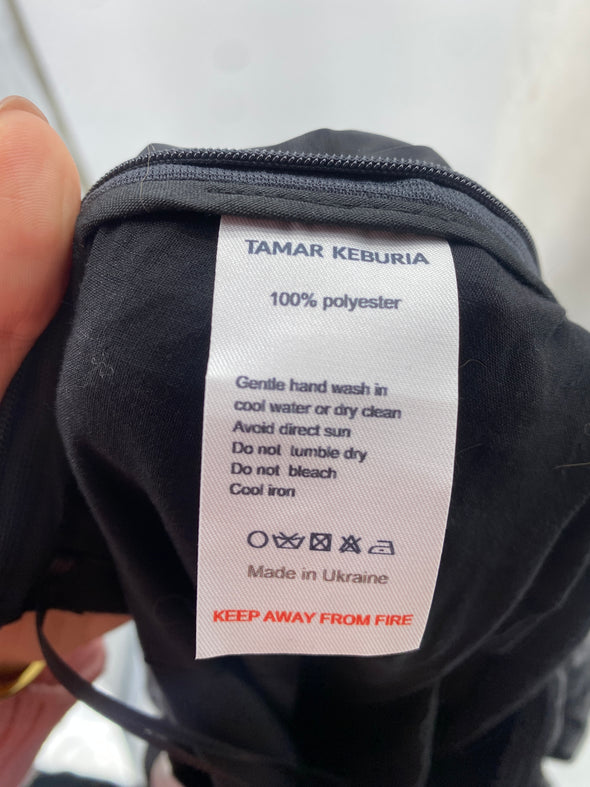 TAMAR KEBURIA
100% polyester
Gentle hand wash in
cool water or dry clean
Avoid direct sun
Do not tumble dry
Do not bleach
Cool iron
Made in Ukraine
KEEP AWAY FROM FIRE